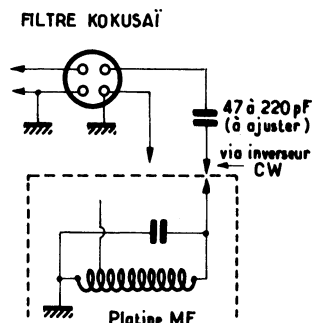 FILTRE KOKUSAÏ
47 à 220 pF
(à ajuster)
via inverseur
CW
Platine MF